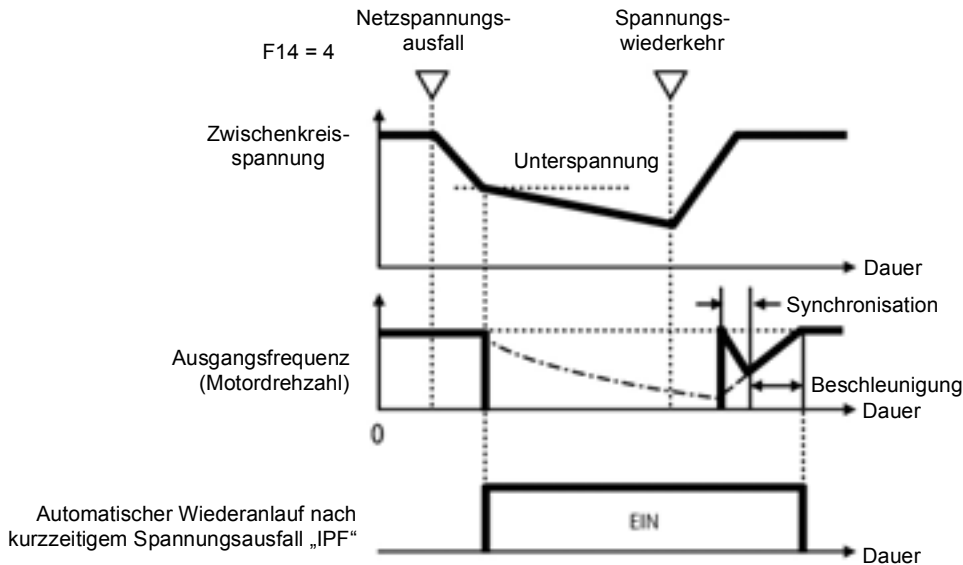 Netzspannungs-
ausfall
Spannungs-
wiederkehr
F14 = 4
Zwischenkreis-
spannung
Unterspannung
Dauer
Synchronisation
Ausgangsfrequenz
(Motordrehzahl)
Beschleunigung
Dauer
0
Automatischer Wiederanlauf nach
kurzzeitigem Spannungsausfall „IPF“
EIN
Dauer